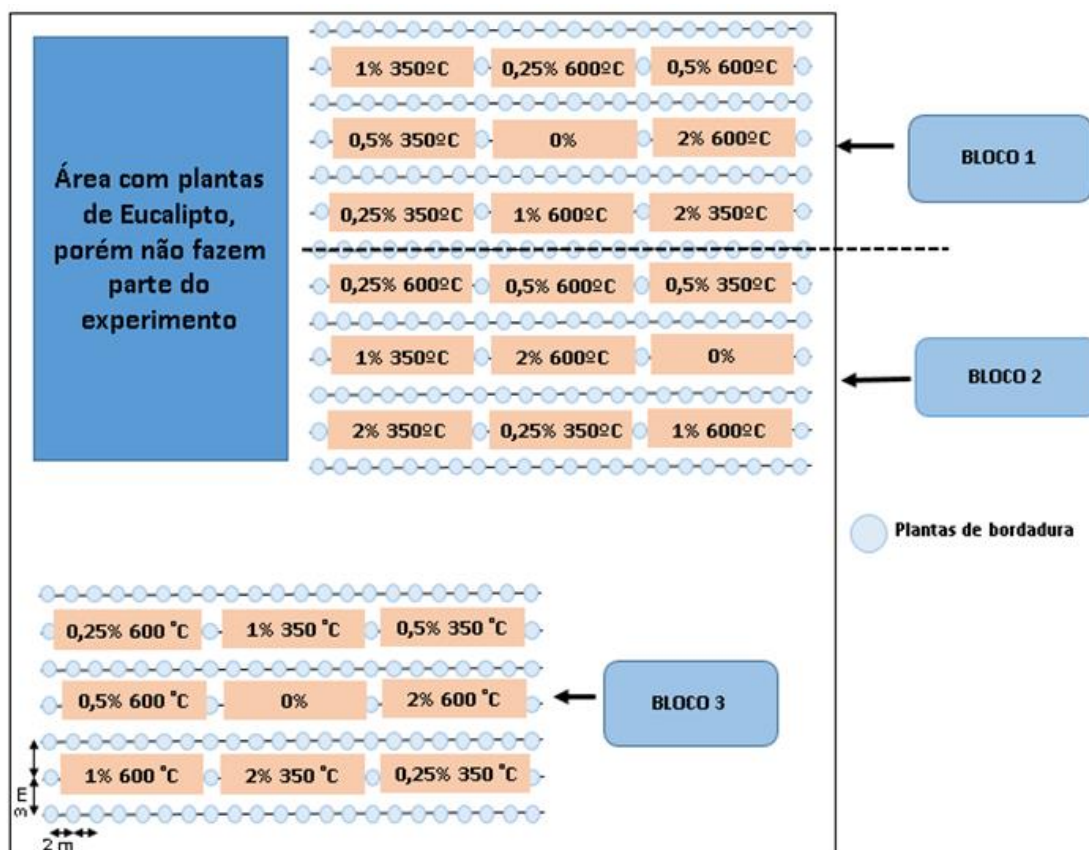 1% 350ºC
0,25% 600ºC
0,5% 600ºC
0,5% 350ºC
0%
2% 600ºC
0,25% 350ºC
1% 600ºC
2% 350ºC
BLOCO 1
Área com plantas
de Eucalipto,
porém não fazem
parte do
experimento
0,25% 600ºC
0,5% 600ºC
0,5% 350ºC
1% 350ºC
2% 600ºC
0%
2% 350ºC
0,25% 350ºC
1% 600ºC
BLOCO 2
Plantas de bordadura
0,25% 600 °C
1% 350 °C
0,5% 350 °C
0,5% 600 °C
0%
2% 600 °C
1% 600 °C
2% 350 °C
0,25% 350 °C
BLOCO 3
3 m
2 m